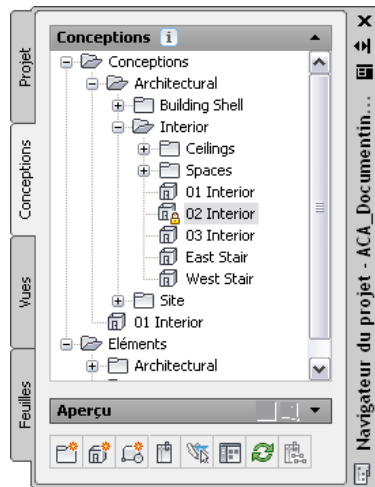 Conceptions
Conceptions
Architectural
Building Shell
Interior
Ceilings
Spaces
01 Interior
02 Interior
03 Interior
East Stair
West Stair
Site
01 Interior
Eléments
Architectural
Aperçu
Projet
Conceptions
Vues
Feuilles
Navigateur du projet - ACA_Documentin...